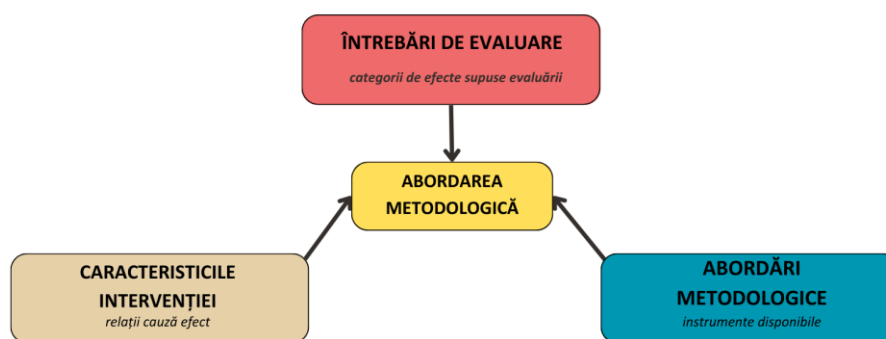 ÎNTREBĂRI DE EVALUARE
categorii de efecte supuse evaluării
ABORDAREA
METODOLOGICĂ
CARACTERISTICILE
INTERVENȚIEI
relații cauză efect
ABORDĂRI
METODOLOGICE
instrumente disponibile